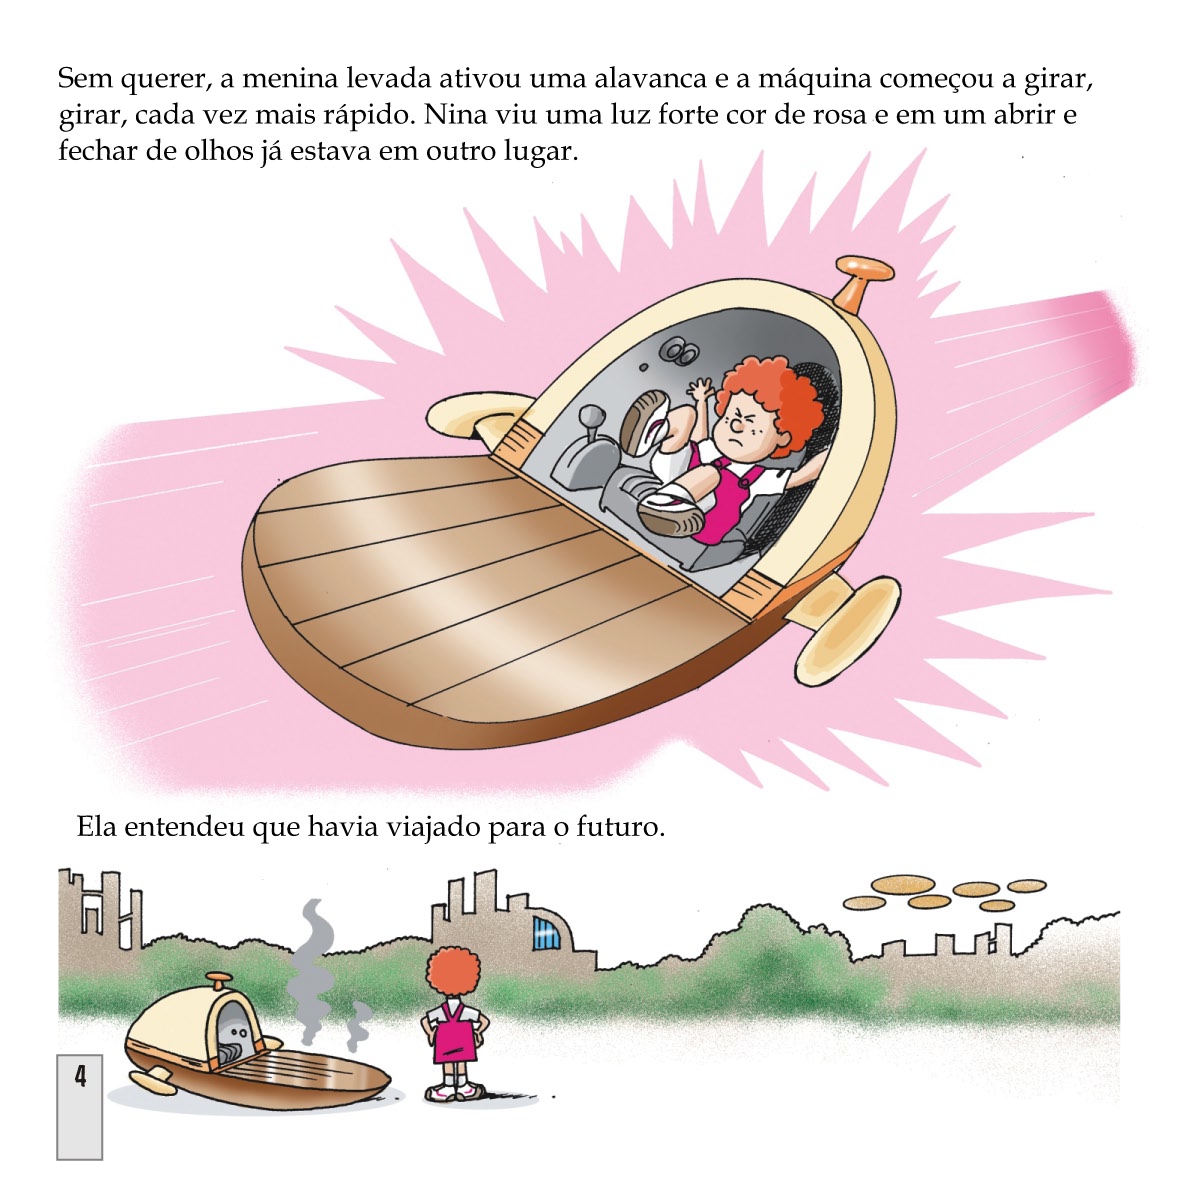 Sem querer, a menina levada ativou uma alavanca e a máquina começou a girar,
girar, cada vez mais rápido. Nina viu uma luz forte cor de rosa e em um abrir e
fechar de olhos já estava em outro lugar.
Ela entendeu que havia viajado para o futuro.
4